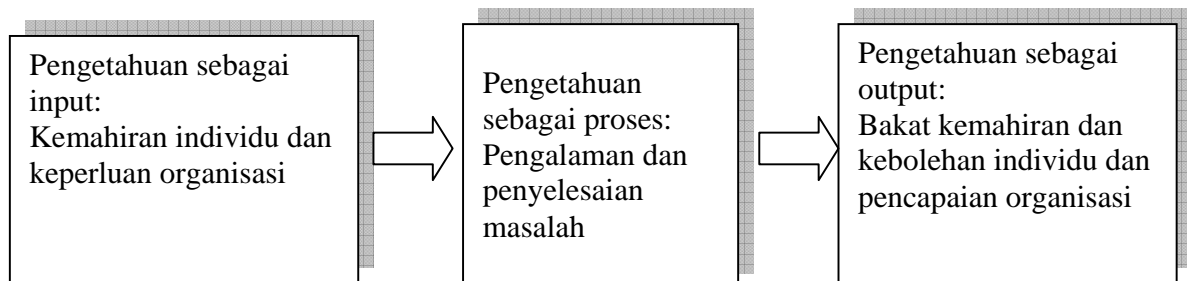 Pengetahuan sebagai
input:
Kemahiran individu dan
keperluan organisasi
Pengetahuan
sebagai proses:
Pengalaman dan
penyelesaian
masalah
Pengetahuan sebagai
output:
Bakat kemahiran dan
kebolehan individu dan
pencapaian organisasi